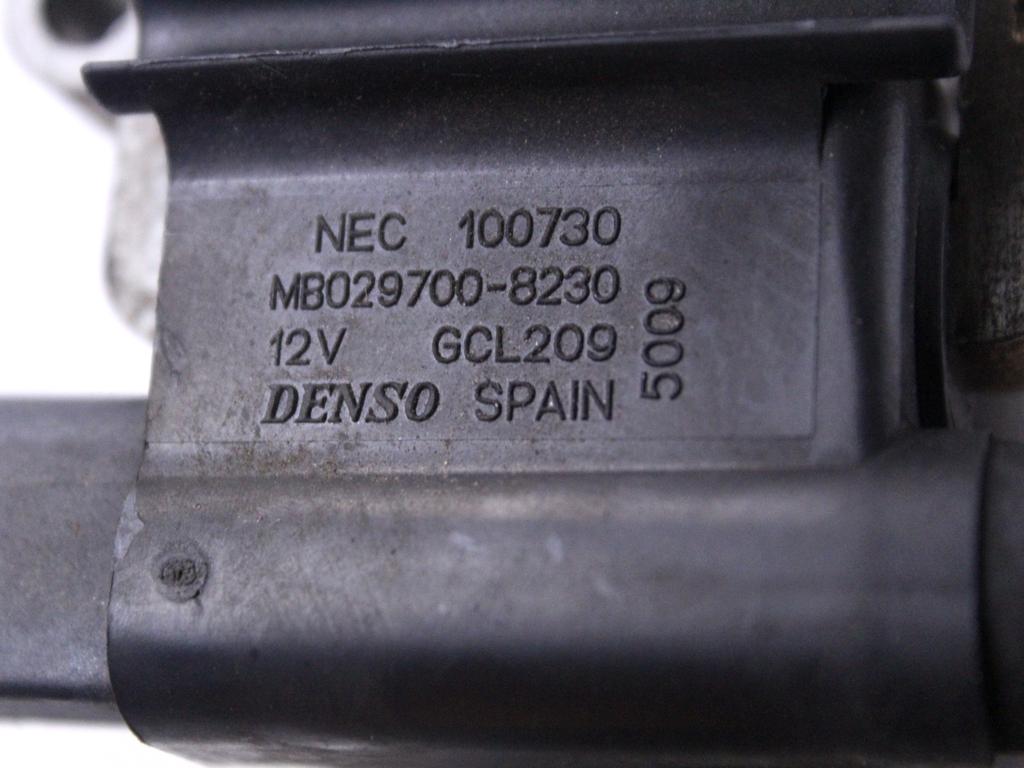 NEC 100730
MB029700-8230
12V GCL209
DENSO SPAIN
5009